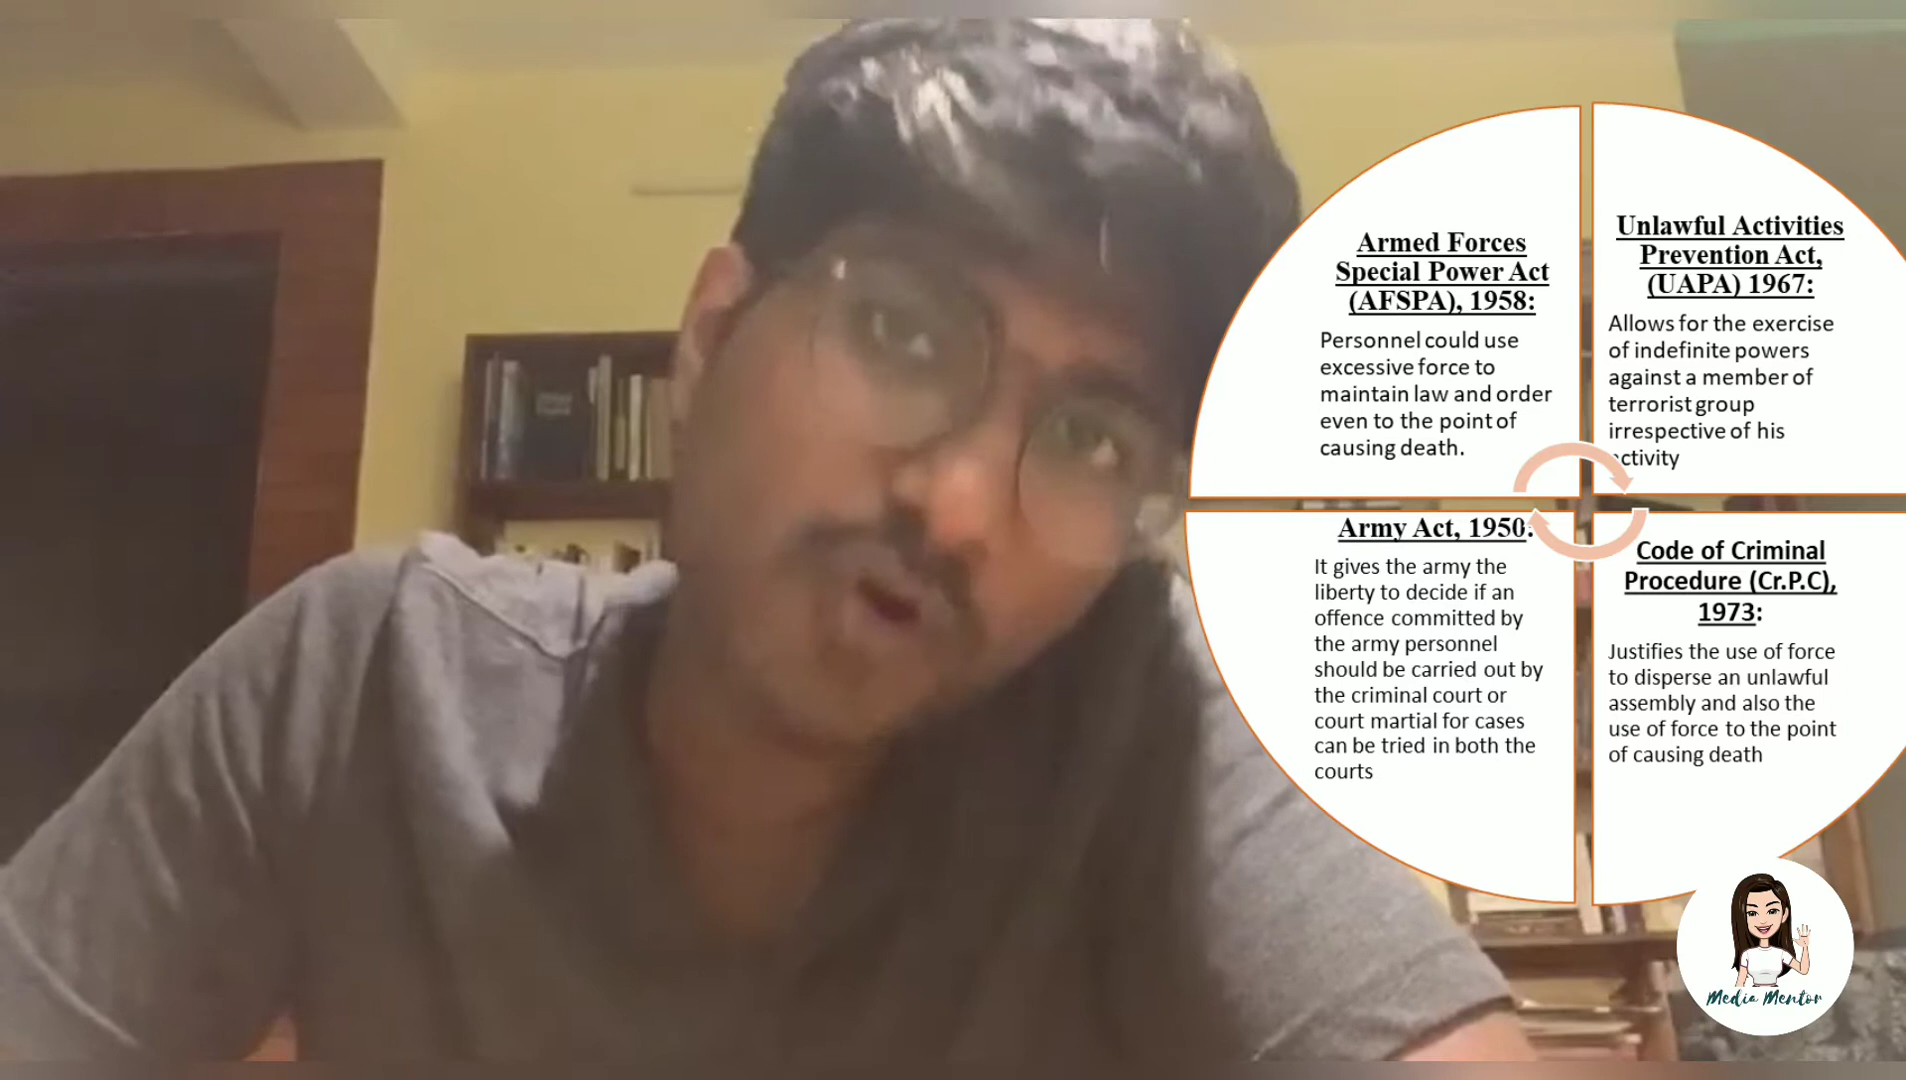 Armed Forces
Special Power Act
(AFSPA), 1958:
Personnel could use
excessive force to
maintain law and order
even to the point of
causing death.
Unlawful Activities
Prevention Act,
(UAPA) 1967:
Allows for the exercise
of indefinite powers
against a member of
terrorist group
irrespective of his
activity
Army Act, 1950:
It gives the army the
liberty to decide if an
offence committed by
the army personnel
should be carried out by
the criminal court or
court martial for cases
can be tried in both the
courts
Code of Criminal
Procedure (Cr.P.C),
1973:
Justifies the use of force
to disperse an unlawful
assembly and also the
use of force to the point
of causing death
Media Mentor